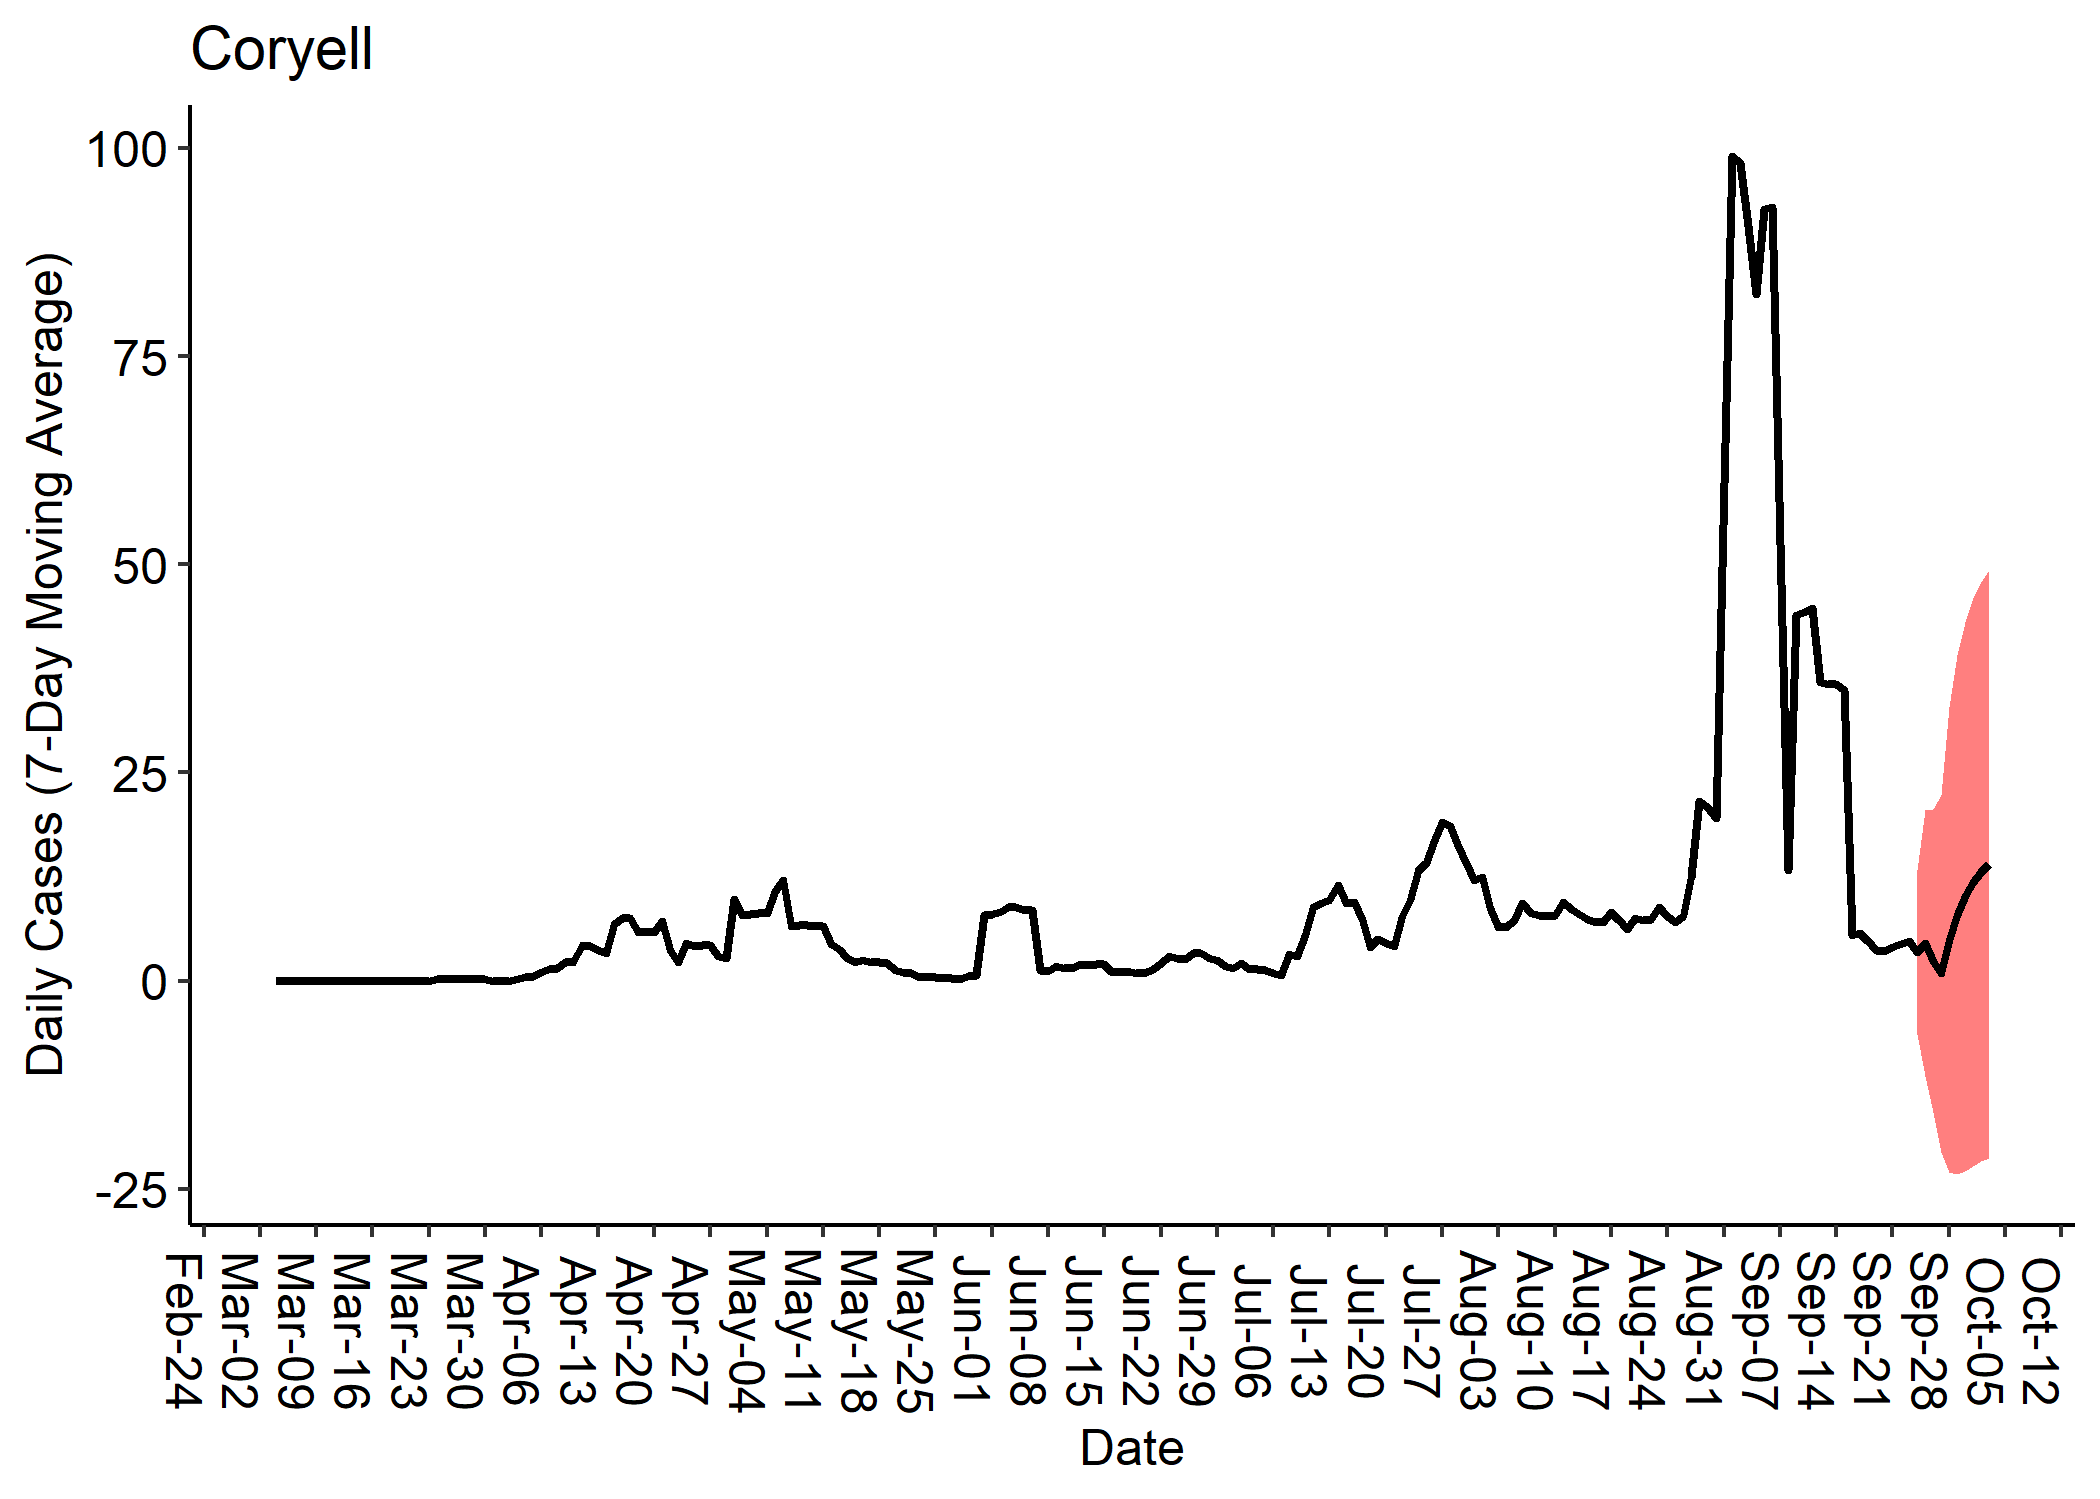 Coryell
Daily Cases (7-Day Moving Average)
100
75
50
25
0
-25
Feb-24
Mar-02
Mar-09
Mar-16
Mar-23
Mar-30
Apr-06
Apr-13
Apr-20
Apr-27
May-04
May-11
May-18
May-25
Jun-01
Jun-08
Jun-15
Jun-22
Jun-29
Jul-06
Jul-13
Jul-20
Jul-27
Aug-03
Aug-10
Aug-17
Aug-24
Aug-31
Sep-07
Sep-14
Sep-21
Sep-28
Oct-05
Oct-12
Date